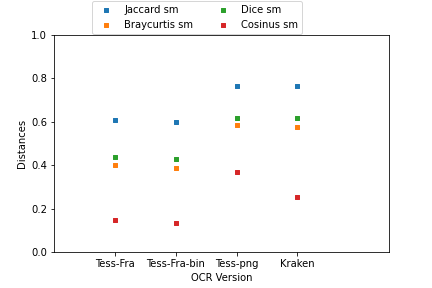 Jaccard sm Dice sm
Braycurtis sm Cosinus sm
1.0
0.8
0.6
0.4
0.2
0.0
Distances
Tess-Fra Tess-Fra-bin Tess-png Kraken
OCR Version